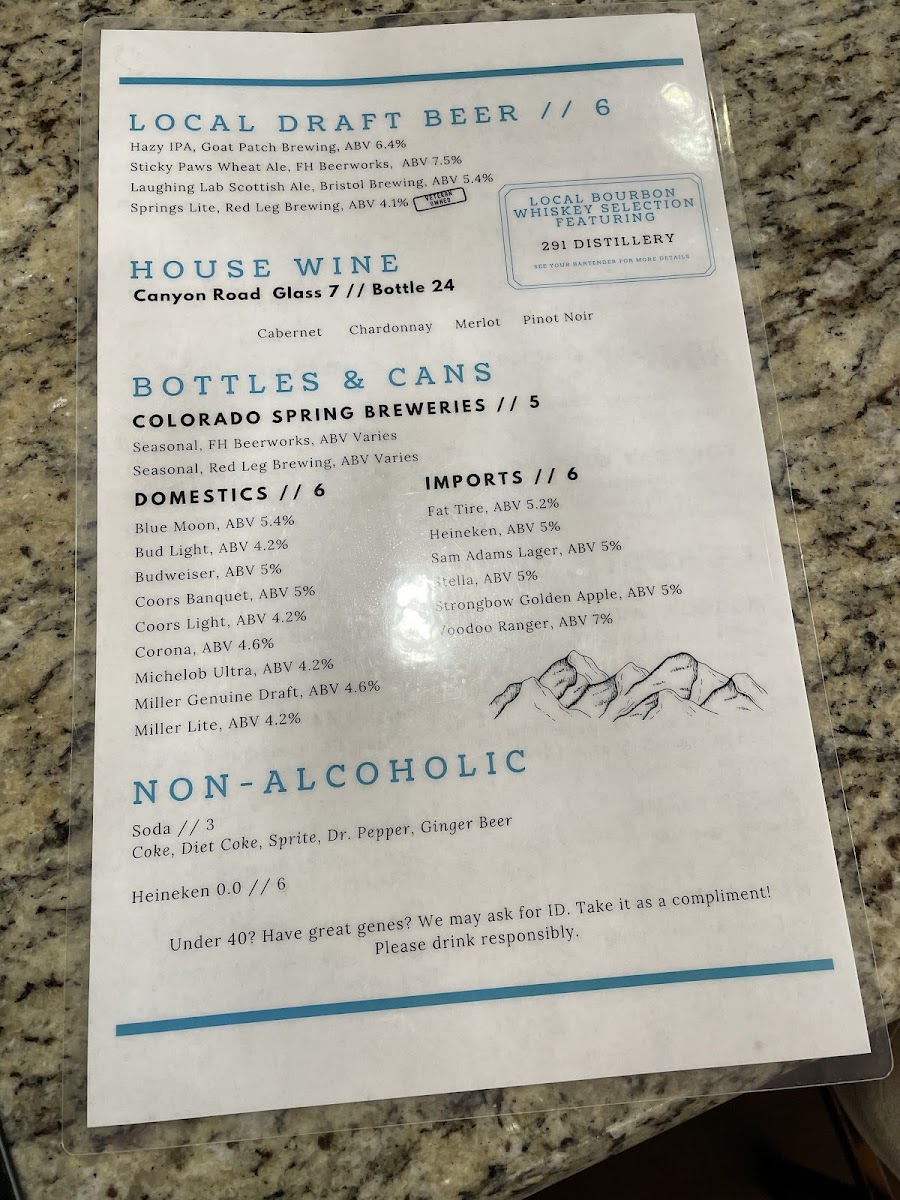 LOCAL DRAFT BEER // 6
Hazy IPA, Goat Patch Brewing, ABV 6.4%
Sticky Paws Wheat Ale, FH Beerworks, ABV 7.5%
Laughing Lab Scottish Ale, Bristol Brewing, ABV 5.4%
Springs Lite, Red Leg Brewing, ABV 4.1%
VETERAN
OWNED
LOCAL BOURBON
WHISKEY SELECTION
FEATURING
291 DISTILLERY
SEE YOUR BARTENDER FOR MORE DETAILS
HOUSE WINE
Canyon Road Glass 7 // Bottle 24
Cabernet Chardonnay Merlot Pinot Noir
BOTTLES & CANS
COLORADO SPRING BREWERIES // 5
Seasonal, FH Beerworks, ABV Varies
Seasonal, Red Leg Brewing, ABV Varies
DOMESTICS // 6
Blue Moon, ABV 5.4%
Bud Light, ABV 4.2%
Budweiser, ABV 5%
Coors Banquet, ABV 5%
Coors Light, ABV 4.2%
Corona, ABV 4.6%
Michelob Ultra, ABV 4.2%
Miller Genuine Draft, ABV 4.6%
Miller Lite, ABV 4.2%
IMPORTS // 6
Fat Tire, ABV 5.2%
Heineken, ABV 5%
Sam Adams Lager, ABV 5%
Stella, ABV 5%
Strongbow Golden Apple, ABV 5%
Voodoo Ranger, ABV 7%
NON-ALCOHOLIC
Soda // 3
Coke, Diet Coke, Sprite, Dr. Pepper, Ginger Beer
Heineken 0.0 // 6
Under 40? Have great genes? We may ask for ID. Take it as a compliment!
Please drink responsibly.